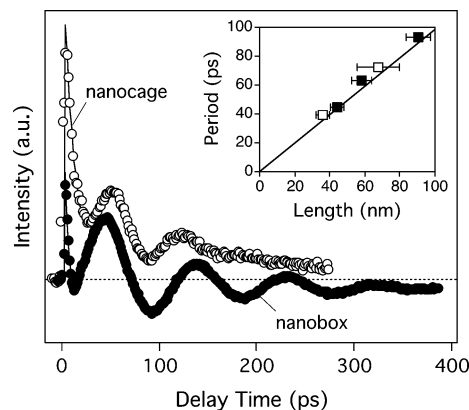 nanocage
nanobox
Intensity (a.u.)
0
100
200
300
400
Delay Time (ps)
Period (ps)
100
80
60
40
20
0
0
20
40
60
80
100
Length (nm)